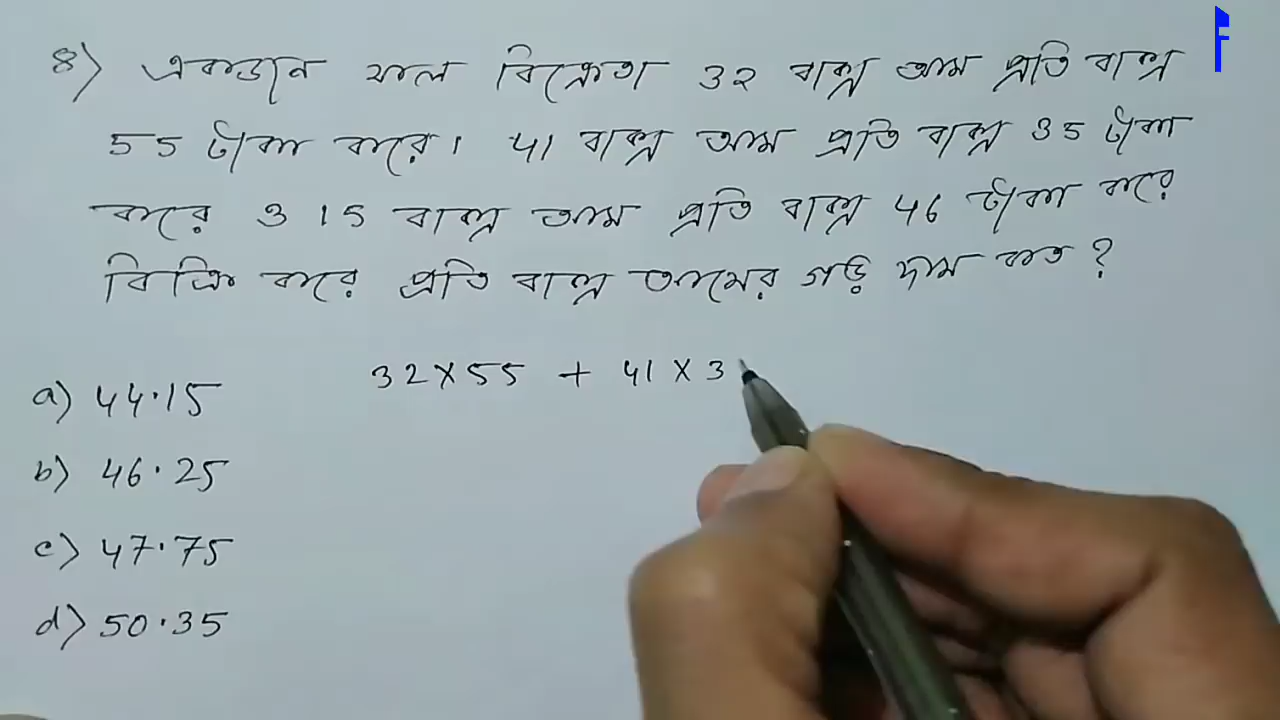 8) একজন ফল বিক্রেতা 32 বাক্স আম প্রতি বাক্স
55 টাকা করে। 41 বাক্স আম প্রতি বাক্স 35 টাকা
করে ও 15 বাক্স আম প্রতি বাক্স 46 টাকা করে
বিক্রি করে প্রতি বাক্স আমের গড় দাম কত ?
32 × 55 + 41 × 3
a) 44.15
b) 46.25
c) 47.75
d) 50.35